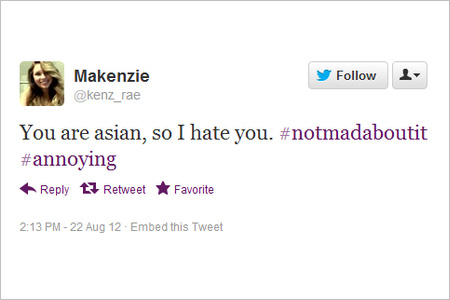 Makenzie
@kenz_rae
Follow
You are asian, so I hate you. #notmadaboutit
#annoying
Reply Retweet Favorite
2:13 PM - 22 Aug 12 · Embed this Tweet